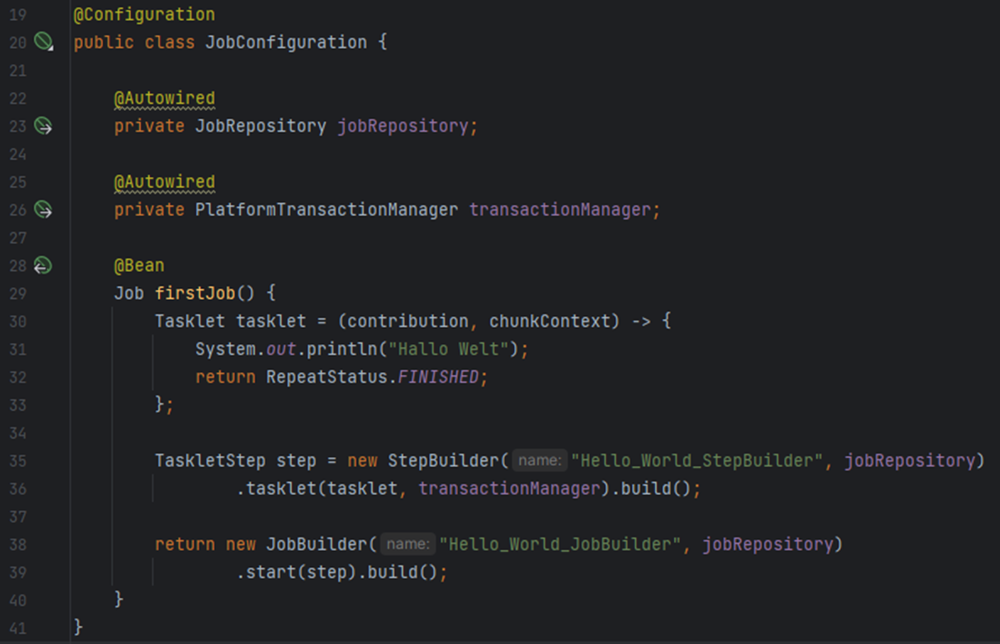 19 @Configuration
20 public class JobConfiguration {
21
22 @Autowired
23 private JobRepository jobRepository;
24
25 @Autowired
26 private PlatformTransactionManager transactionManager;
27
28 @Bean
29 Job firstJob() {
30 Tasklet tasklet = (contribution, chunkContext) -> {
31 System.out.println("Hallo Welt");
32 return RepeatStatus.FINISHED;
33 };
34
35 TaskletStep step = new StepBuilder( name: "Hello_World_StepBuilder", jobRepository)
36 .tasklet(tasklet, transactionManager).build();
37
38 return new JobBuilder( name: "Hello_World_JobBuilder", jobRepository)
39 .start(step).build();
40 }
41 }